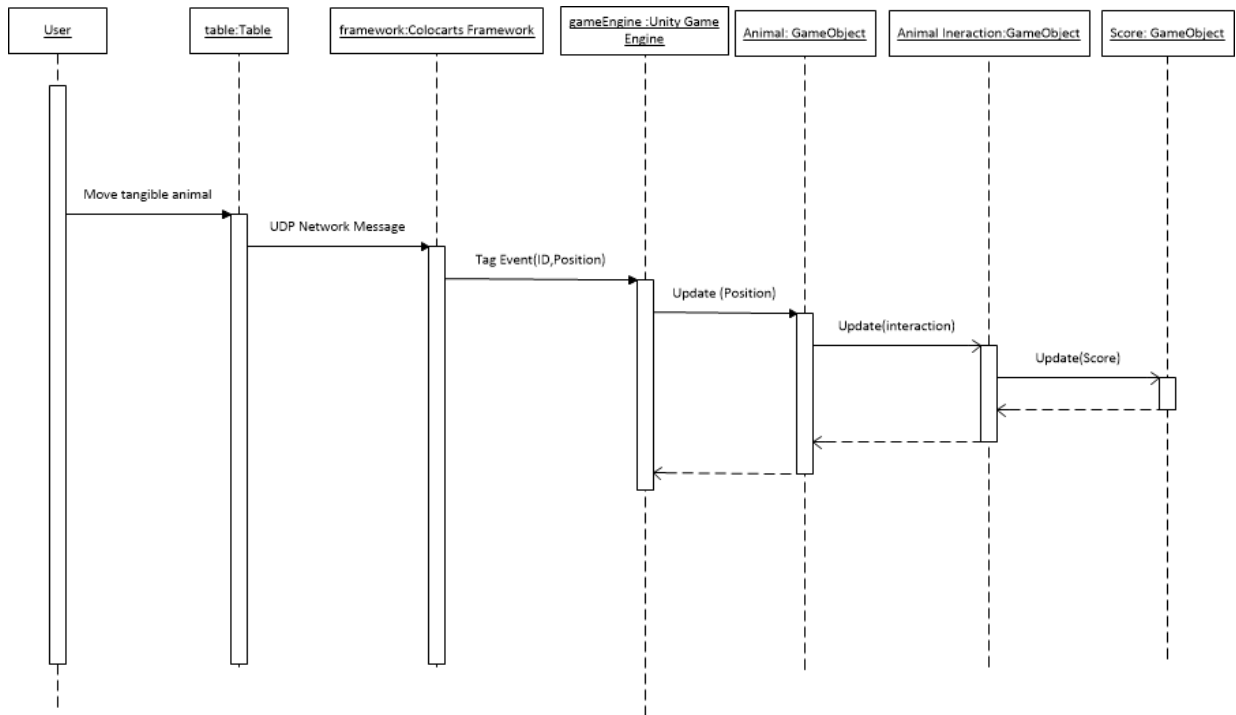 User
table:Table
framework:Colocarts Framework
gameEngine :Unity Game
Engine
Animal: GameObject
Animal Ineraction:GameObject
Score: GameObject
Move tangible animal
UDP Network Message
Tag Event(ID,Position)
Update (Position)
Update(interaction)
Update(Score)